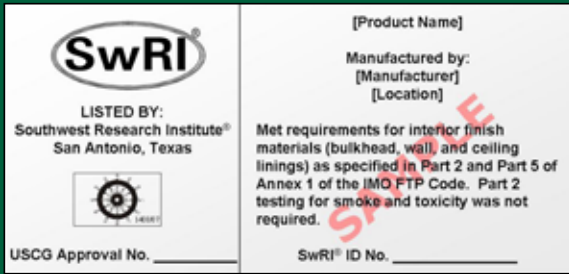 SwRI®
LISTED BY:
Southwest Research Institute®
San Antonio, Texas
USCG Approval No.
[Product Name]
Manufactured by:
[Manufacturer]
[Location]
Met requirements for interior finish
materials (bulkhead, wall, and ceiling
linings) as specified in Part 2 and Part 5 of
Annex 1 of the IMO FTP Code. Part 2
testing for smoke and toxicity was not
required.
SwRI® ID No.
SAMPLE